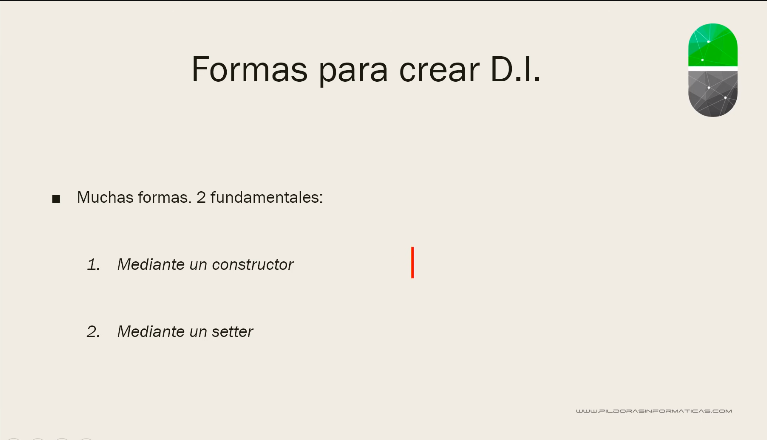 Formas para crear D.I.
Muchas formas. 2 fundamentales:
1. Mediante un constructor
2. Mediante un setter
WWW.PILDORASINFORMATICAS.COM